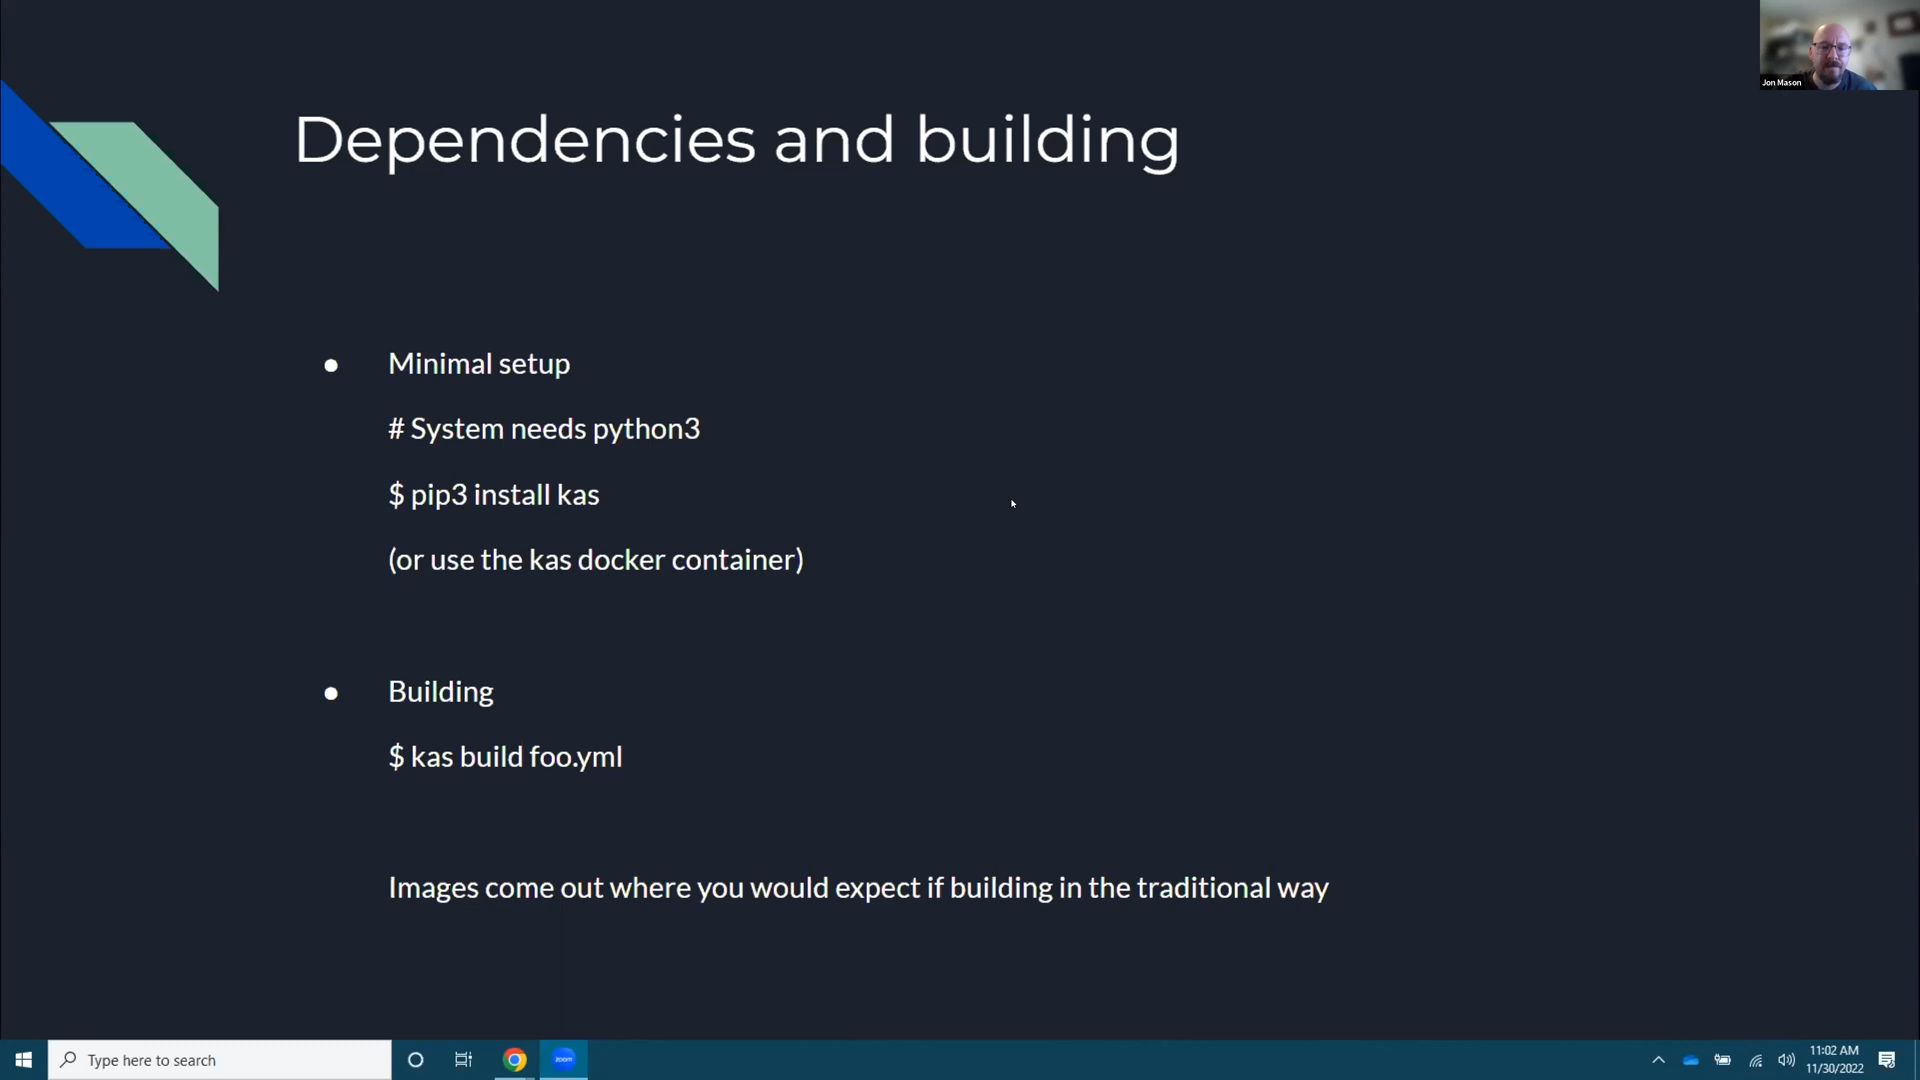 Jon Mason
Dependencies and building
● Minimal setup
# System needs python3
$ pip3 install kas
(or use the kas docker container)
● Building
$ kas build foo.yml
Images come out where you would expect if building in the traditional way
Type here to search
zoom
11:02 AM
11/30/2022